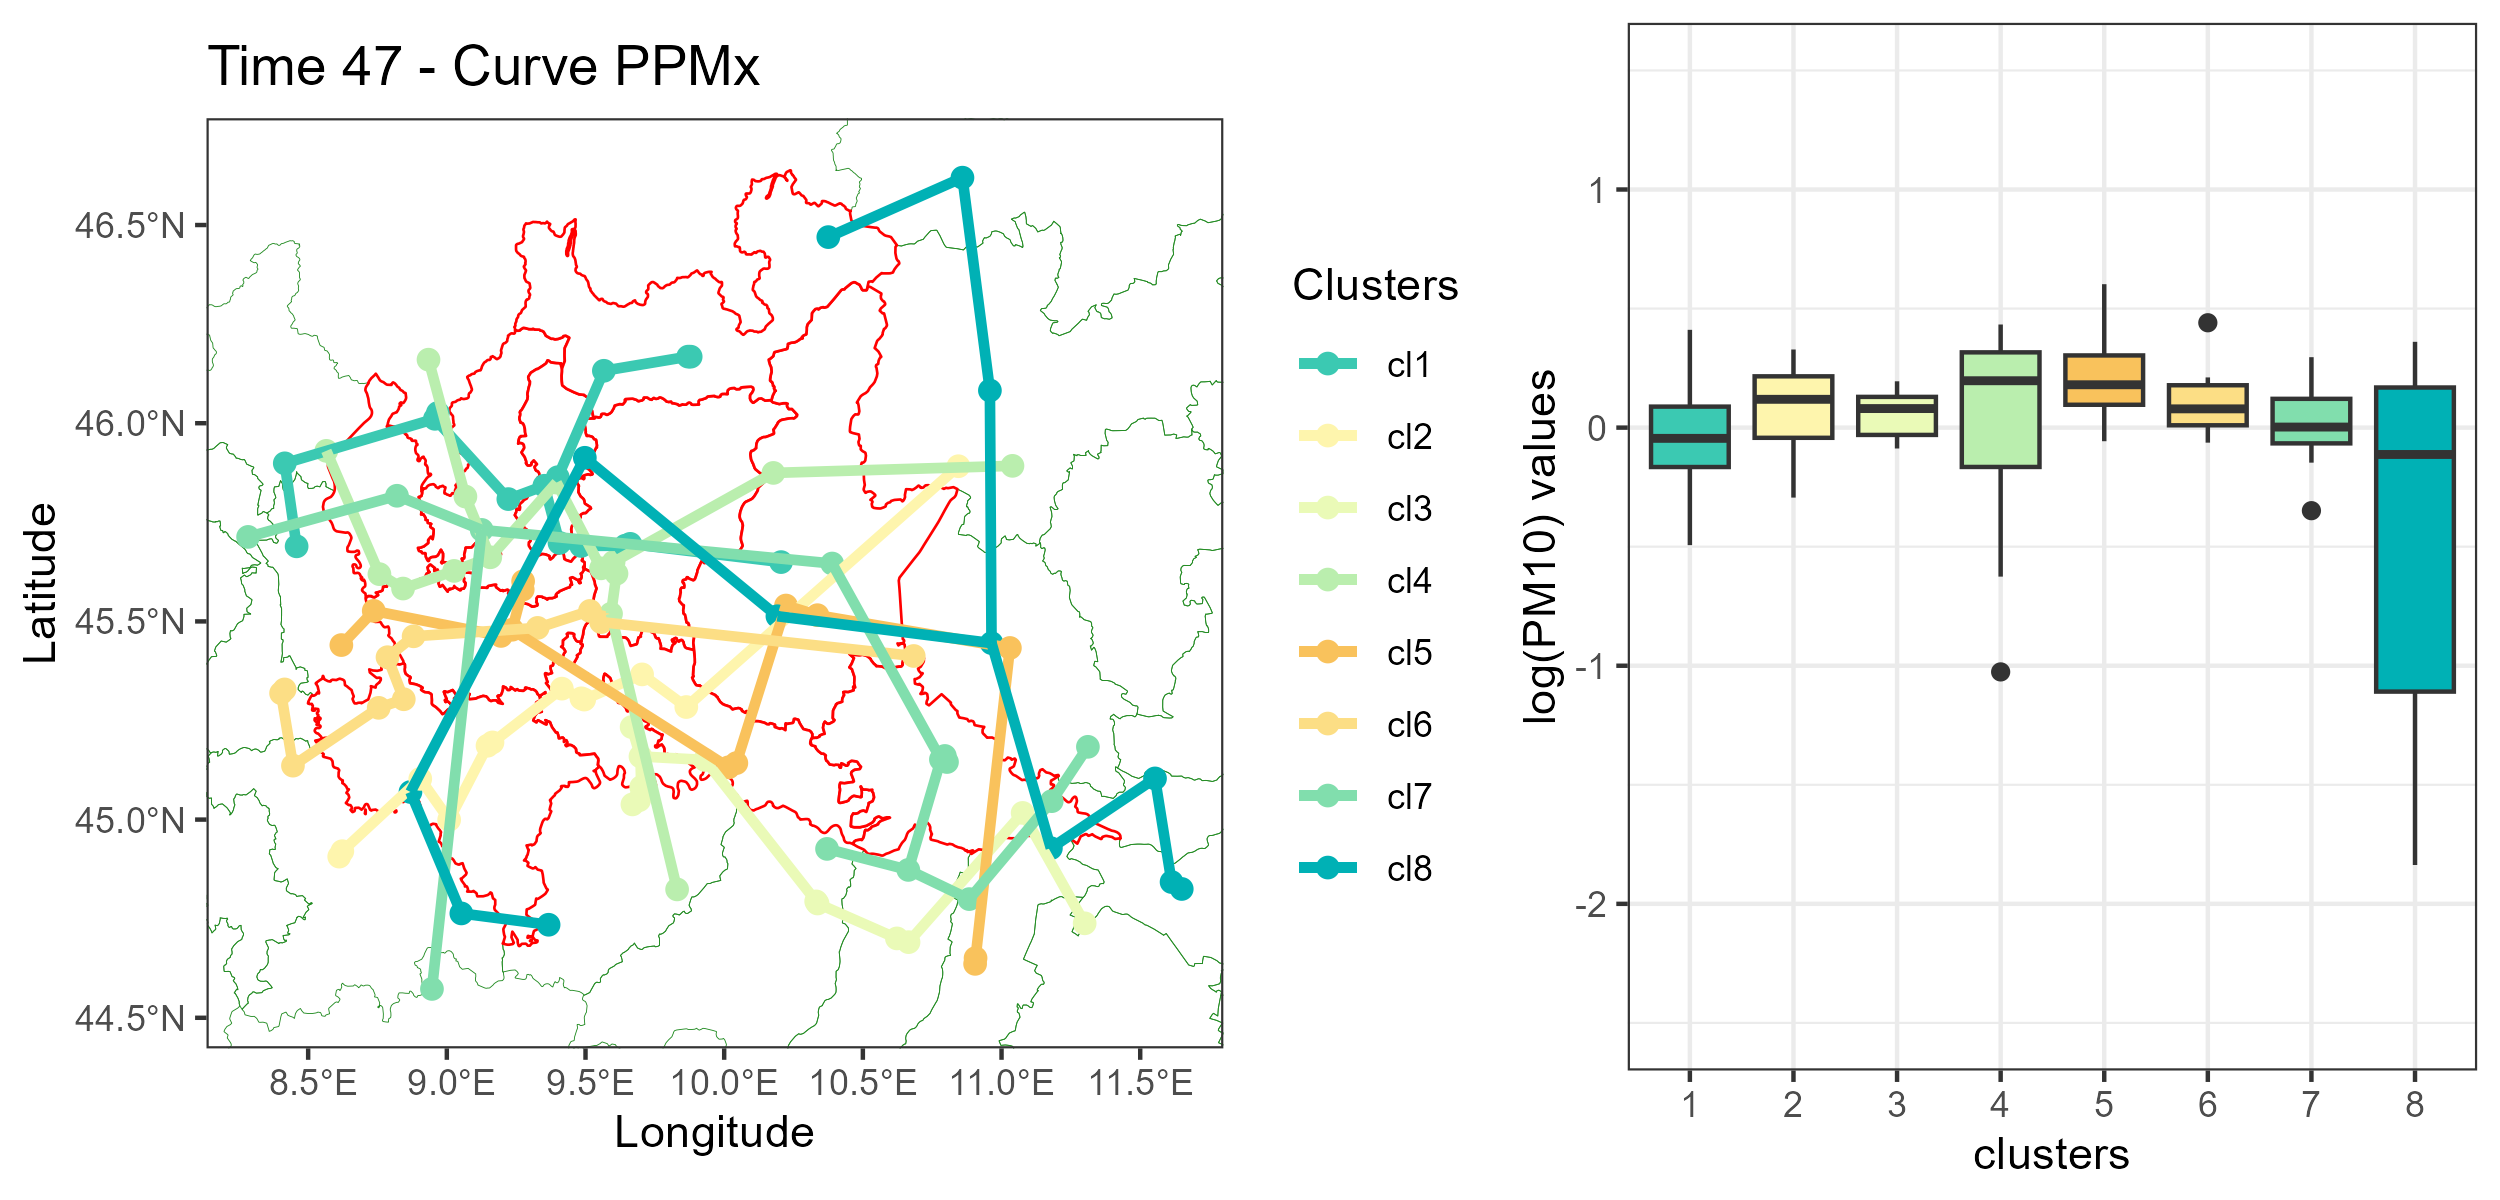 Time 47 - Curve PPMx
46.5°N
46.0°N
45.5°N
45.0°N
44.5°N
Latitude
8.5°E 9.0°E 9.5°E 10.0°E 10.5°E 11.0°E 11.5°E
Longitude
Clusters
cl1
cl2
cl3
cl4
cl5
cl6
cl7
cl8
log(PM10) values
1
0
-1
-2
1 2 3 4 5 6 7 8
clusters